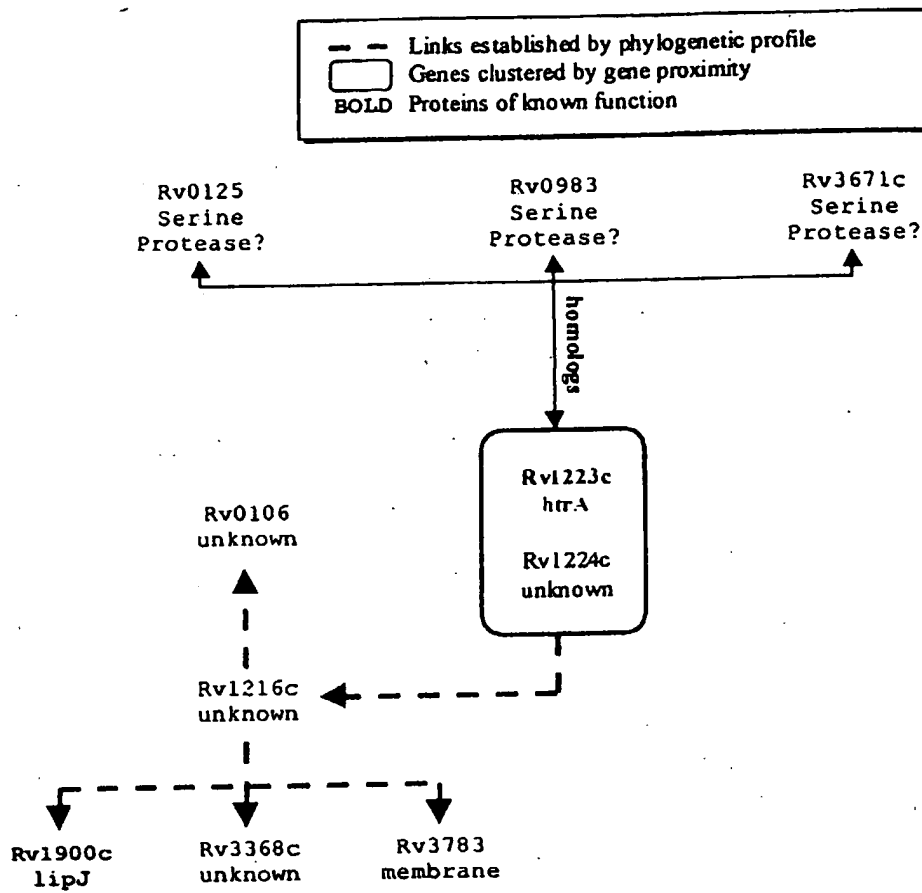 Links established by phylogenetic profile
Genes clustered by gene proximity
BOLD Proteins of known function
Rv0125
Serine
Protease?
Rv0983
Serine
Protease?
Rv3671c
Serine
Protease?
homologs
Rv1223c
htrA
Rv1224c
unknown
Rv0106
unknown
Rv1216c
unknown
Rv1900c
lipJ
Rv3368c
unknown
Rv3783
membrane